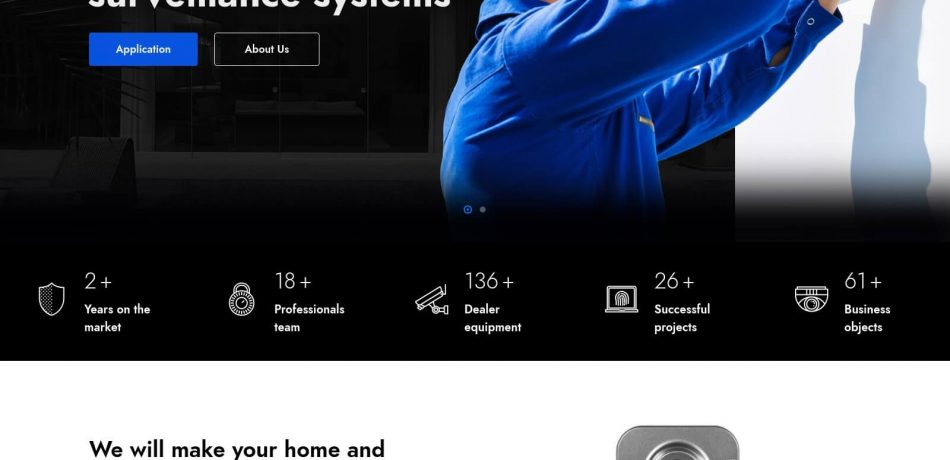 surveillance systems
Application
About Us
2 +
Years on the
market
18 +
Professionals
team
136 +
Dealer
equipment
26 +
Successful
projects
61 +
Business
objects
We will make your home and